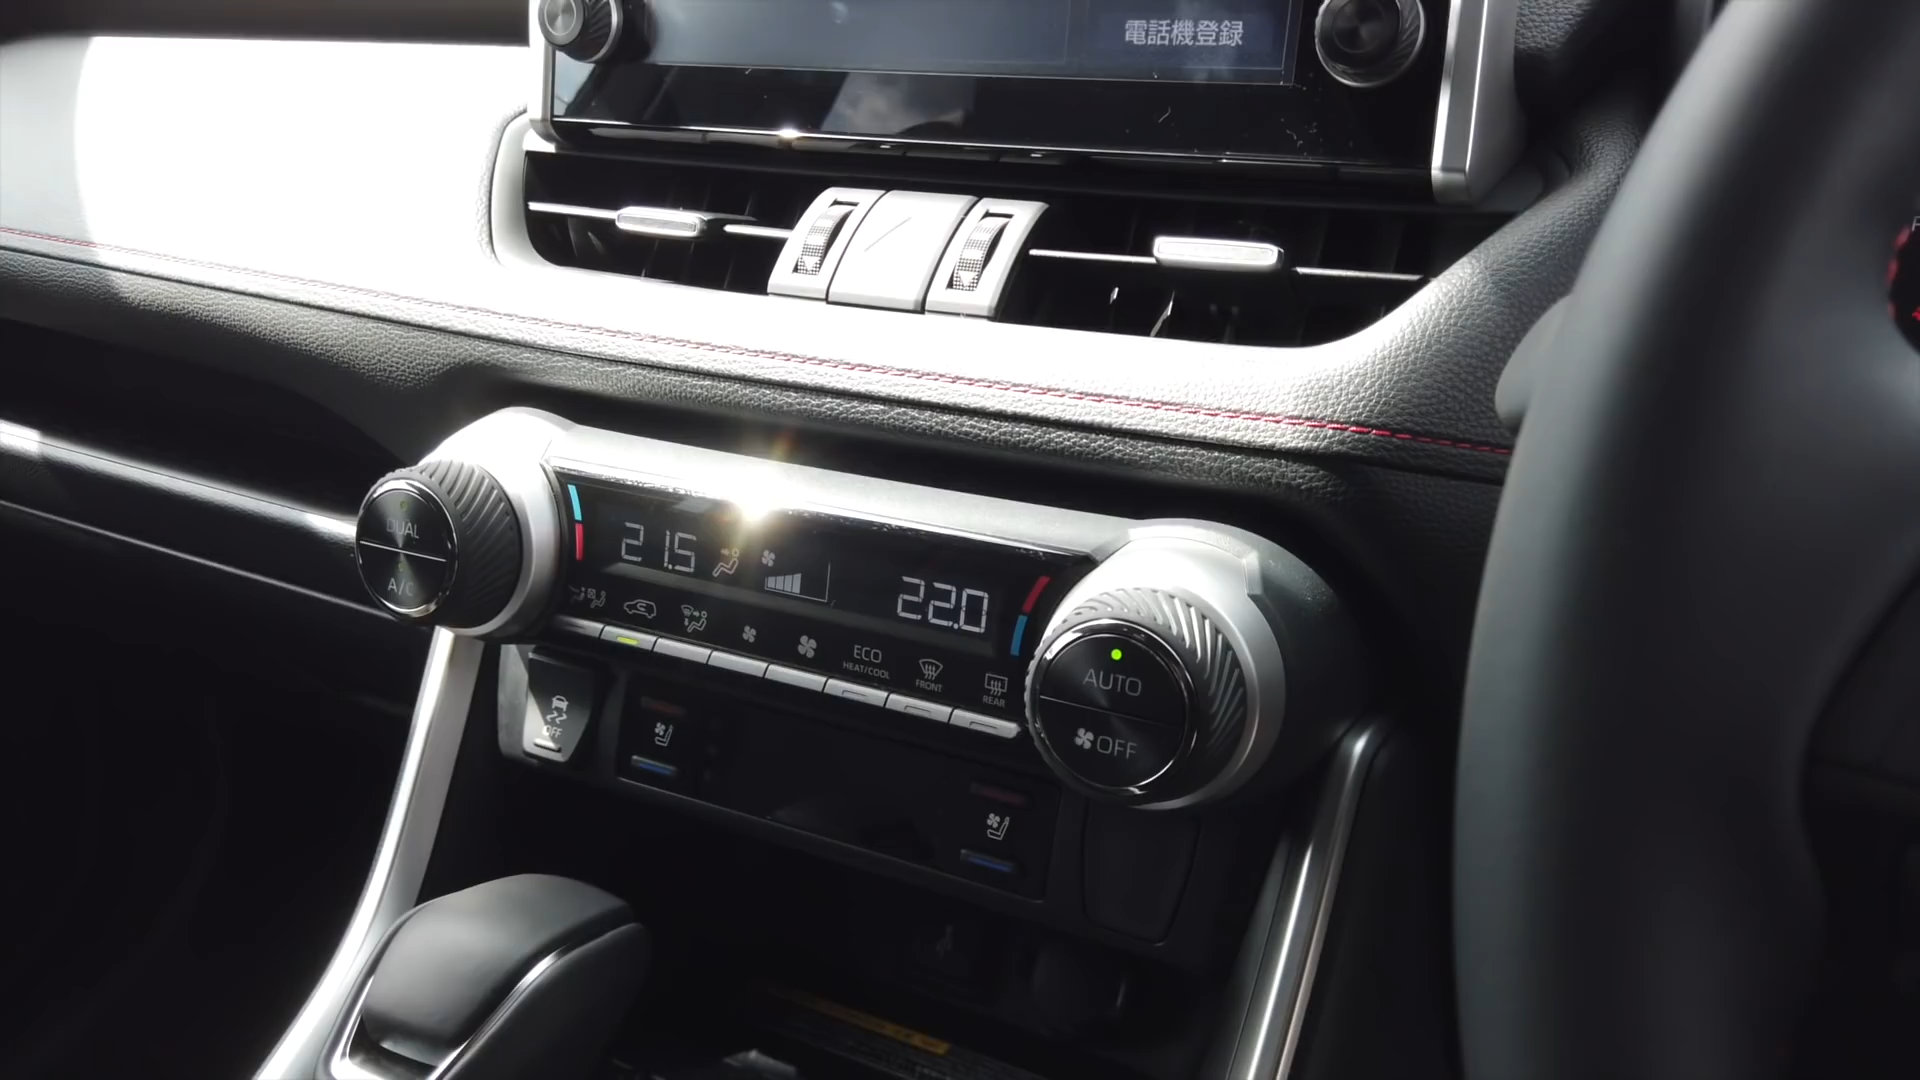 電話機登録
DUAL
A/C
21.5
22.0
ECO
HEAT/COOL
FRONT
REAR
AUTO
OFF
OFF